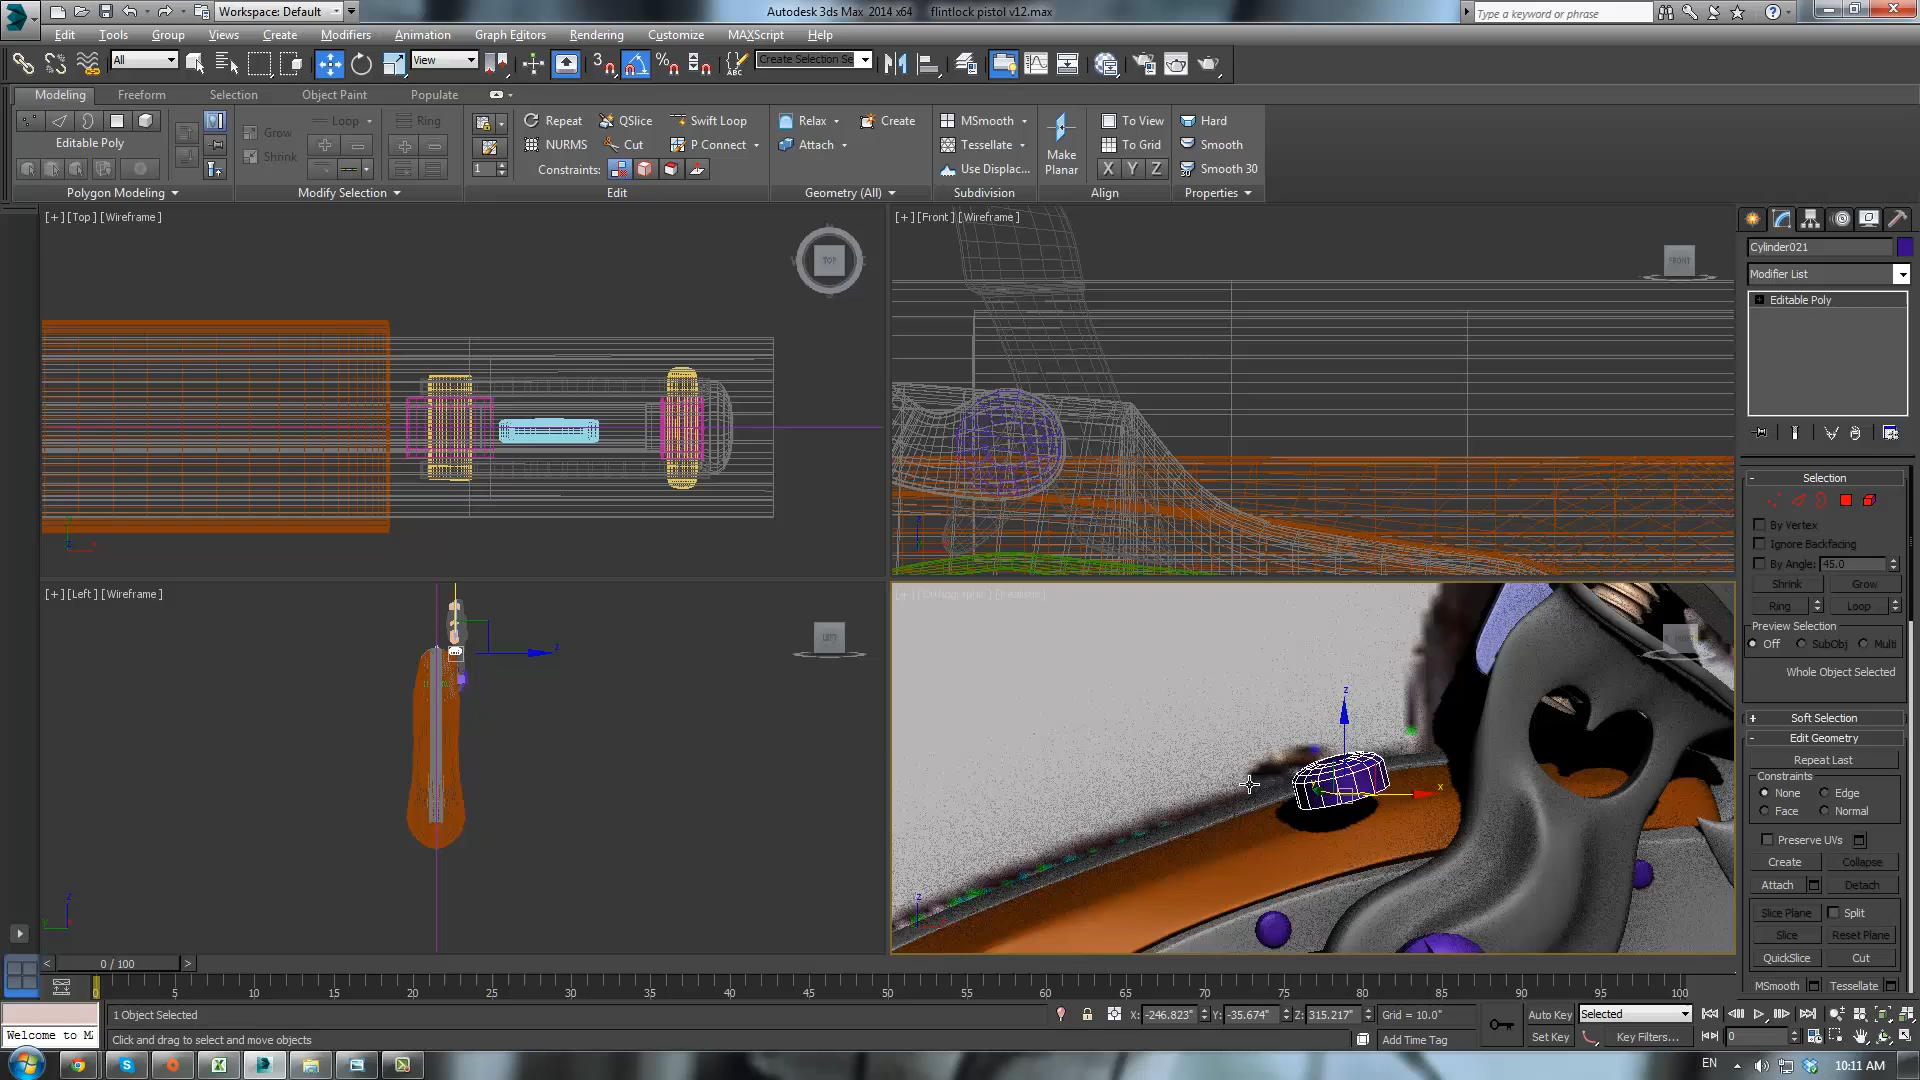 Workspace: Default
Autodesk 3ds Max 2014 x64 flintlock pistol v12.max
Type a keyword or phrase
Edit Tools Group Views Create Modifiers Animation Graph Editors Rendering Customize MAXScript Help
All
View
Create Selection Se
Modeling Freeform Selection Object Paint Populate
Loop Ring
Repeat QSlice Swift Loop
Relax Create
MSmooth
To View
Hard
Grow
Editable Poly
NURMS Cut P Connect
Attach
Tessellate
Make Planar
To Grid
Smooth
Shrink
1
Constraints:
Use Displac...
X Y Z
Smooth 30
Polygon Modeling
Modify Selection
Edit
Geometry (All)
Subdivision
Align
Properties
[+] [Top] [Wireframe]
TOP
[+] [Front] [Wireframe]
FRONT
[+] [Left] [Wireframe]
LEFT
[+] [Orthographic] [Realistic]
z
x
Cylinder021
Modifier List
Editable Poly
Selection
By Vertex
Ignore Backfacing
By Angle: 45.0
Shrink Grow
Ring Loop
Preview Selection
Off SubObj Multi
Whole Object Selected
Soft Selection
Edit Geometry
Repeat Last
Constraints
None Edge
Face Normal
Preserve UVs
Create Collapse
Attach Detach
Slice Plane Split
Slice Reset Plane
QuickSlice Cut
MSmooth Tessellate
0 / 100
0 5 10 15 20 25 30 35 40 45 50 55 60 65 70 75 80 85 90 95 100
1 Object Selected
X: -246.823" Y: -35.674" Z: 315.217" Grid = 10.0"
Auto Key Selected
Welcome to M
Click and drag to select and move objects
Add Time Tag
Set Key Key Filters... 0
EN 10:11 AM